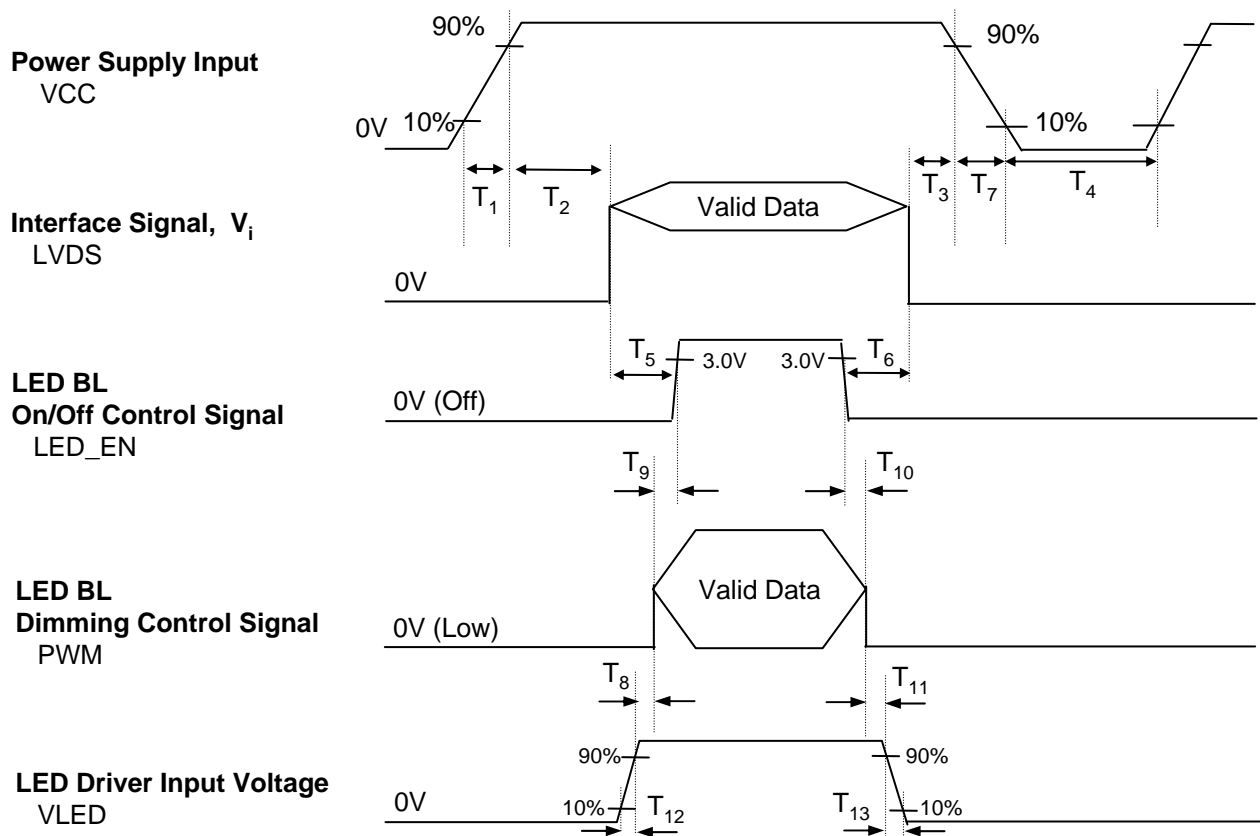 90%
90%
Power Supply Input
VCC
0V
10%
10%
T1
T2
T3
T7
T4
Valid Data
Interface Signal, Vi
LVDS
0V
T5
T6
3.0V
3.0V
LED BL
On/Off Control Signal
LED_EN
0V (Off)
T9
T10
Valid Data
LED BL
Dimming Control Signal
PWM
0V (Low)
T8
T11
90%
90%
LED Driver Input Voltage
VLED
0V
10%
T12
T13
10%